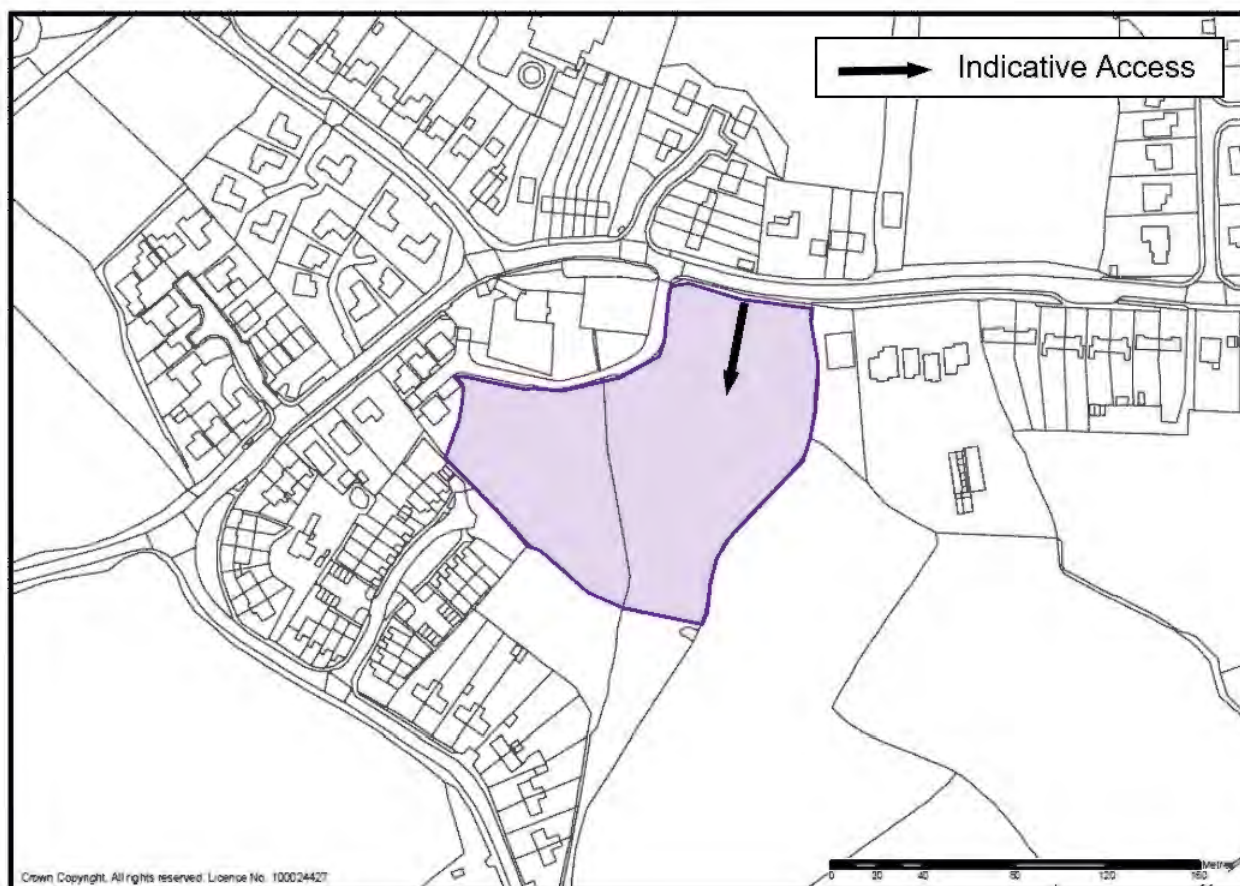 Indicative Access
Crown Copyright. All rights reserved. Licence No. 100024427
Metres
0 20 40 80 120 160